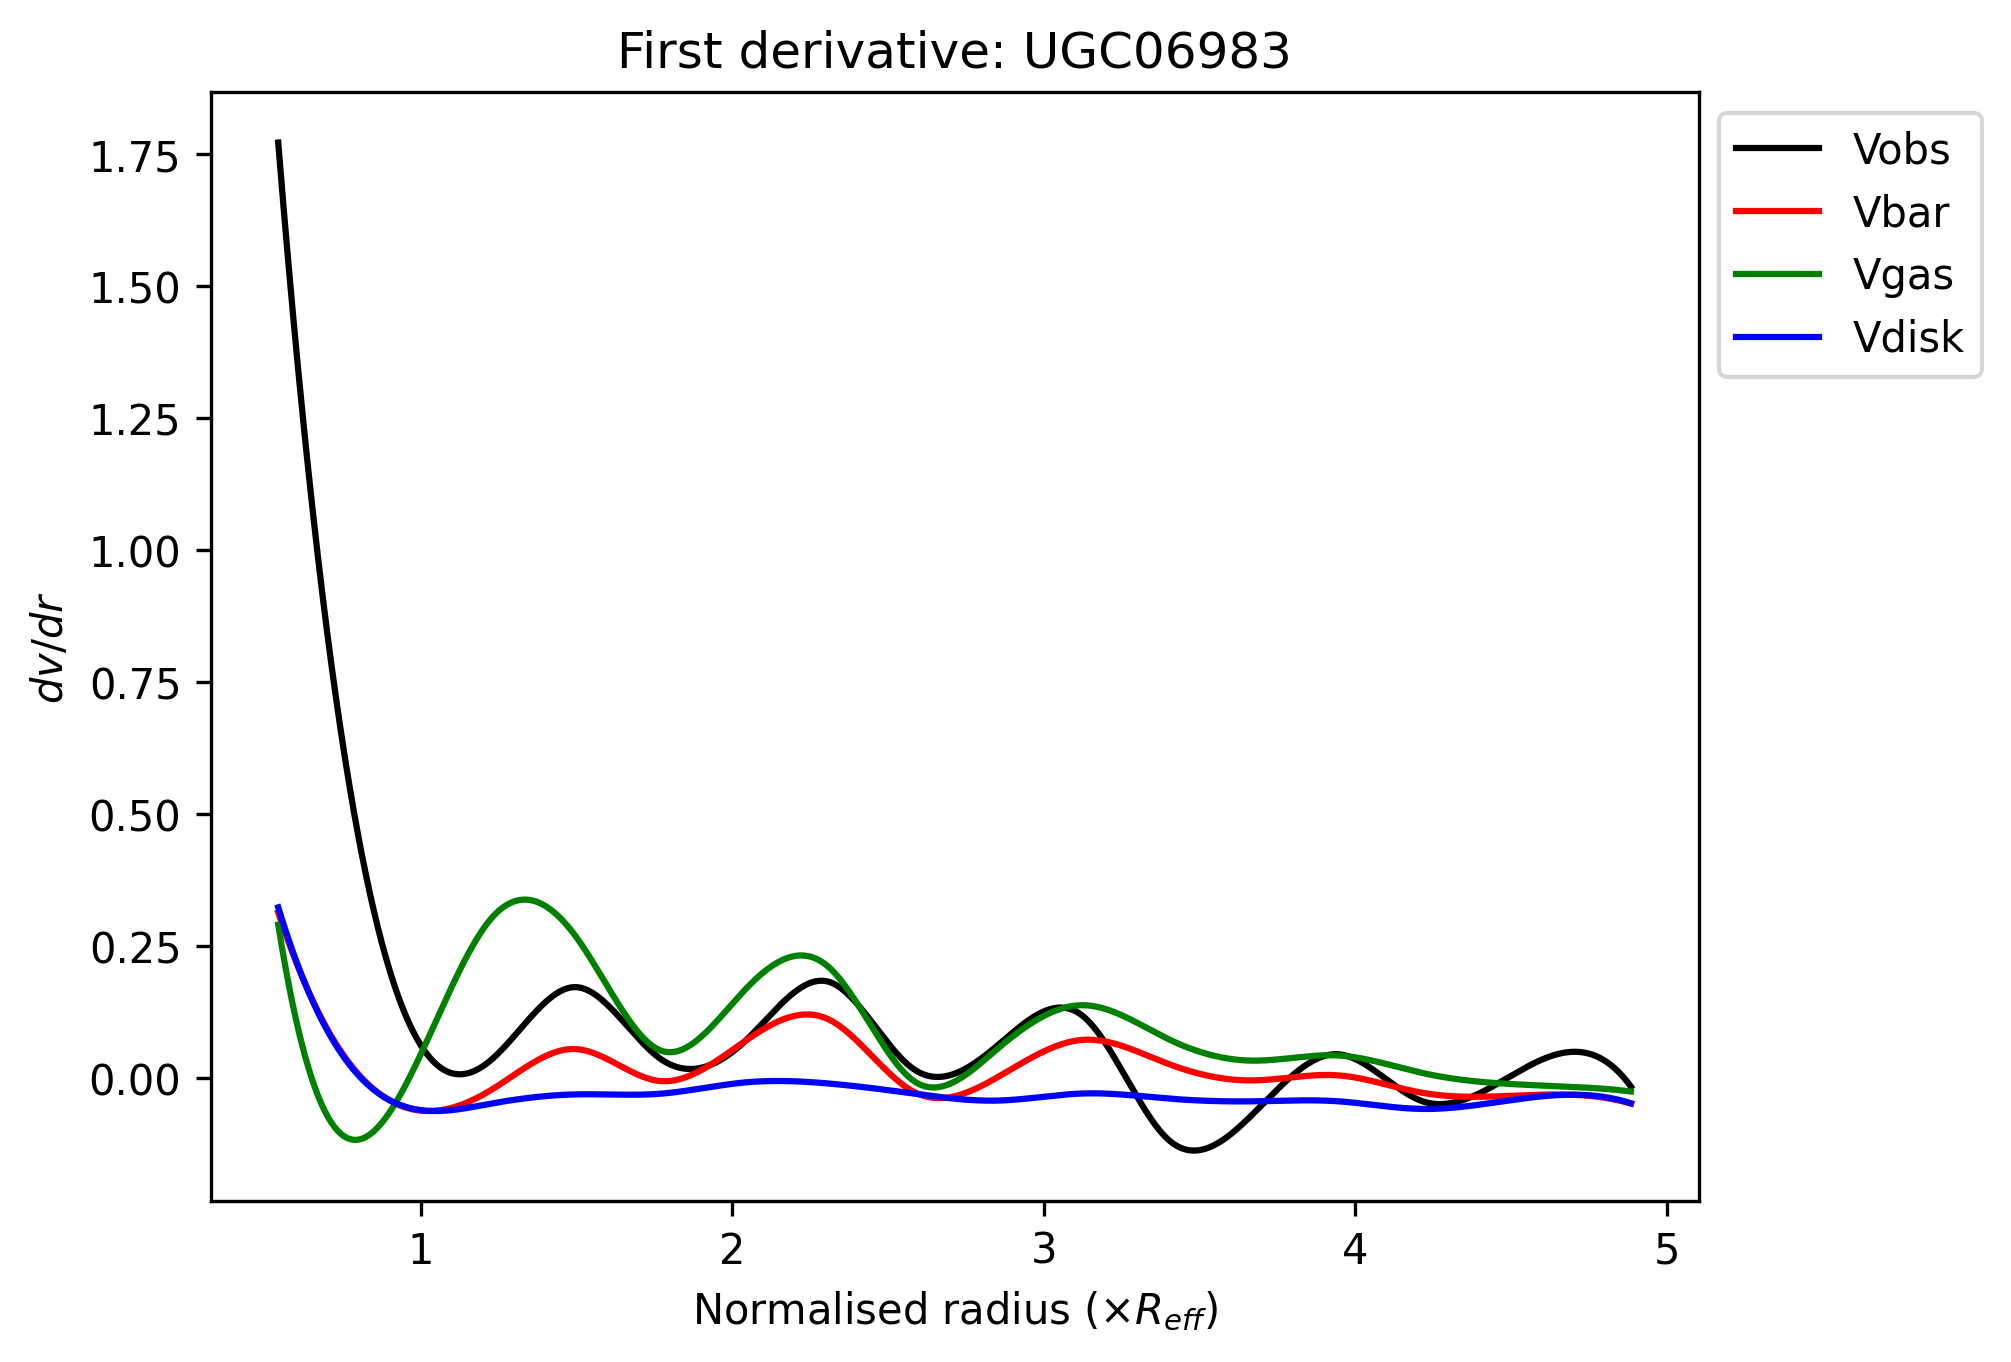 First derivative: UGC06983
1.75
1.50
1.25
1.00
0.75
0.50
0.25
0.00
dv/dr
1 2 3 4 5
Normalised radius (×R_eff)
Vobs
Vbar
Vgas
Vdisk